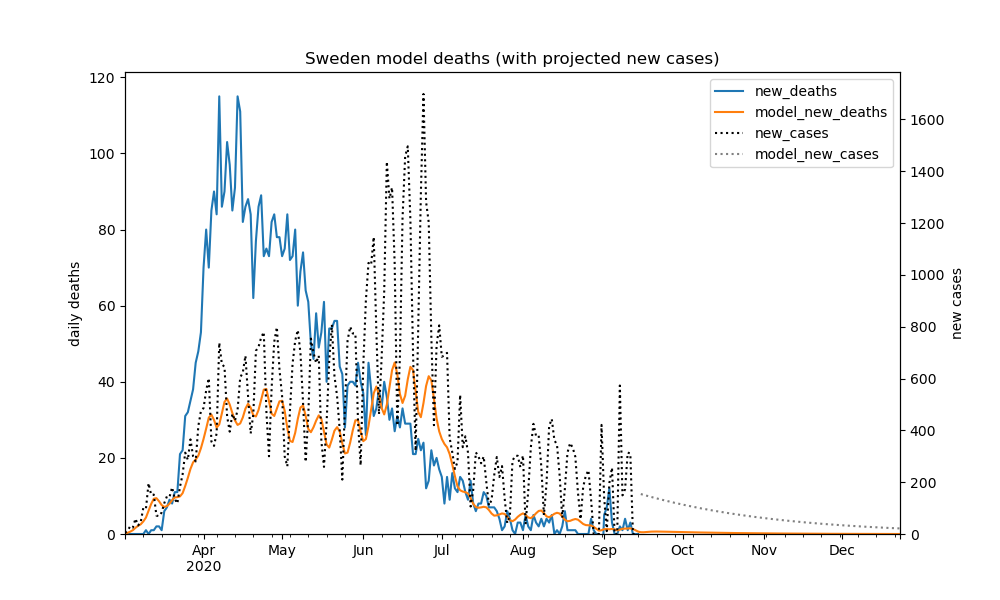 Sweden model deaths (with projected new cases)
new_deaths
model_new_deaths
new_cases
model_new_cases
120
100
80
60
40
20
0
daily deaths
1600
1400
1200
1000
800
600
400
200
0
new cases
Apr May Jun Jul Aug Sep Oct Nov Dec
2020